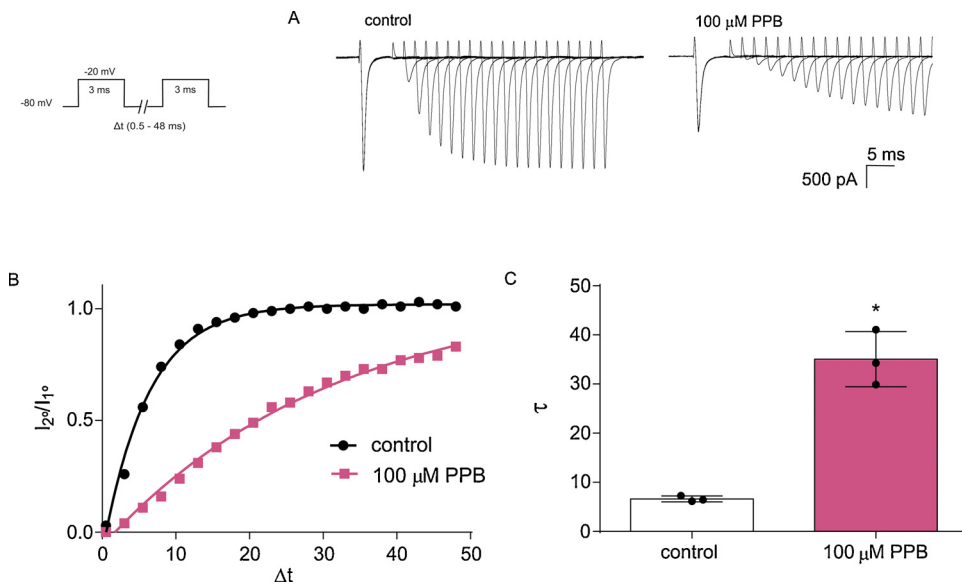 A
control
100 μM PPB
-20 mV
3 ms
3 ms
-80 mV
Δt (0.5 - 48 ms)
5 ms
500 pA
B
I2º/I1º
1.0
0.5
0.0
0
10
20
30
40
50
Δt
control
100 μM PPB
C
τ
50
40
30
20
10
0
*
control
100 μM PPB